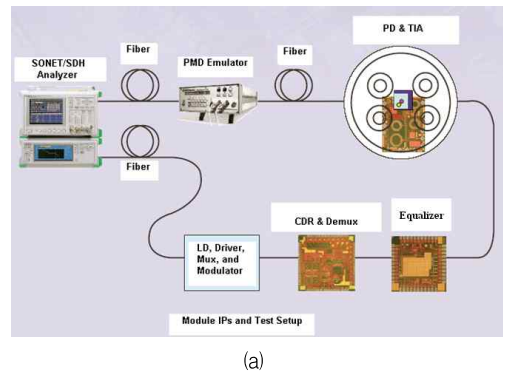 SONET/SDH
Analyzer
Fiber
PMD Emulator
Fiber
PD & TIA
Fiber
LD, Driver,
Mux, and
Modulator
CDR & Demux
Equalizer
Module IPs and Test Setup
(a)